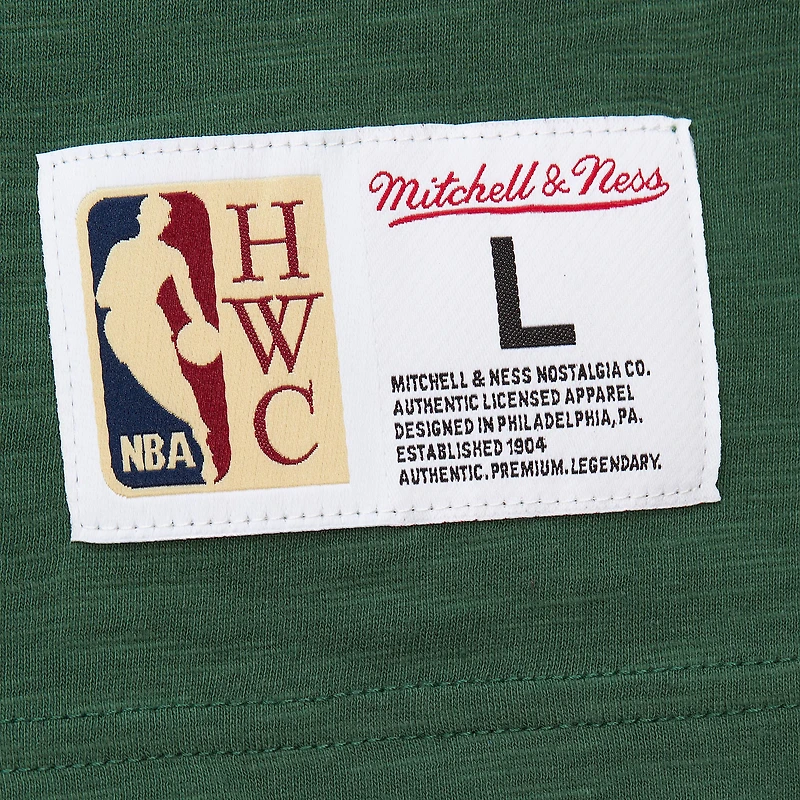 H
W
C
NBA
Mitchell & Ness
L
MITCHELL & NESS NOSTALGIA CO.
AUTHENTIC LICENSED APPAREL
DESIGNED IN PHILADELPHIA, PA.
ESTABLISHED 1904
AUTHENTIC. PREMIUM. LEGENDARY.